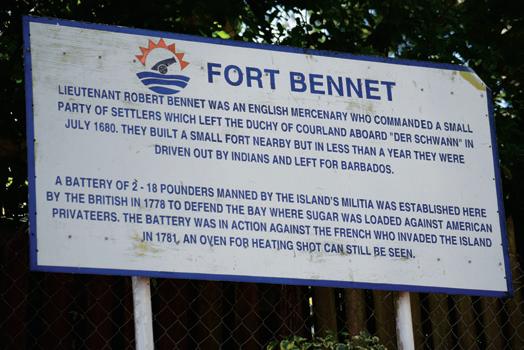 FORT BENNET
LIEUTENANT ROBERT BENNET WAS AN ENGLISH MERCENARY WHO COMMANDED A SMALL
PARTY OF SETTLERS WHICH LEFT THE DUCHY OF COURLAND ABOARD "DER SCHWANN" IN
JULY 1680. THEY BUILT A SMALL FORT NEARBY BUT IN LESS THAN A YEAR THEY WERE
DRIVEN OUT BY INDIANS AND LEFT FOR BARBADOS.
A BATTERY OF 2 - 18 POUNDERS MANNED BY THE ISLAND'S MILITIA WAS ESTABLISHED HERE
BY THE BRITISH IN 1778 TO DEFEND THE BAY WHERE SUGAR WAS LOADED AGAINST AMERICAN
PRIVATEERS. THE BATTERY WAS IN ACTION AGAINST THE FRENCH WHO INVADED THE ISLAND
IN 1781, AN OVEN FOR HEATING SHOT CAN STILL BE SEEN.